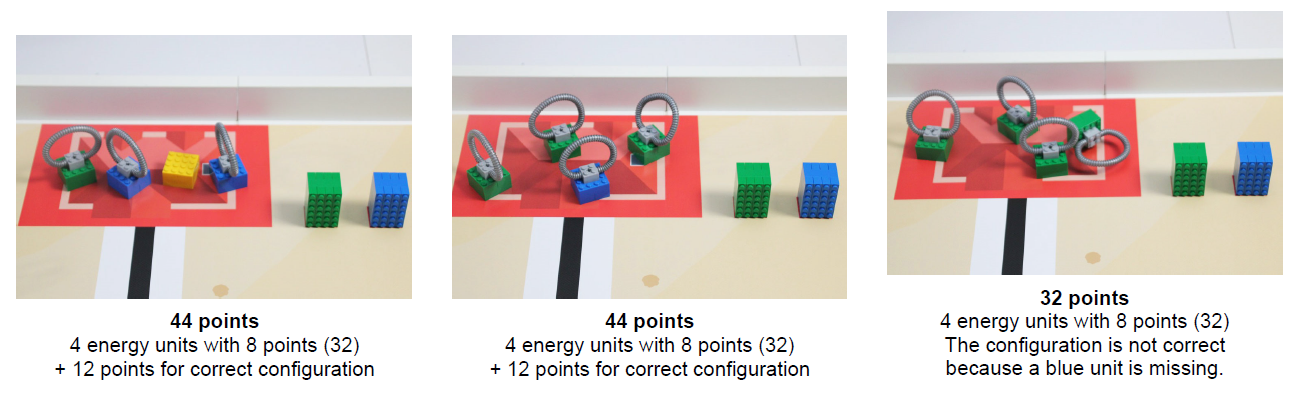 44 points
4 energy units with 8 points (32)
+ 12 points for correct configuration
44 points
4 energy units with 8 points (32)
+ 12 points for correct configuration
32 points
4 energy units with 8 points (32)
The configuration is not correct
because a blue unit is missing.